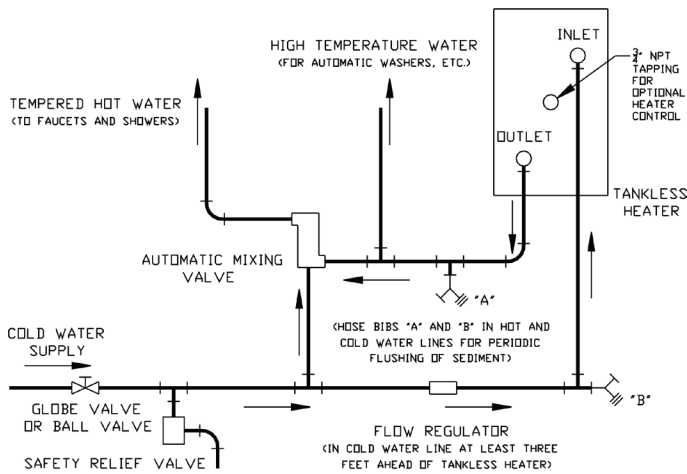 INLET
HIGH TEMPERATURE WATER
(FOR AUTOMATIC WASHERS, ETC.)
3/4" NPT
TAPPING
FOR
OPTIONAL
HEATER
CONTROL
TEMPERED HOT WATER
(TO FAUCETS AND SHOWERS)
OUTLET
TANKLESS
HEATER
AUTOMATIC MIXING
VALVE
"A"
(HOSE BIBS "A" AND "B" IN HOT AND
COLD WATER LINES FOR PERIODIC
FLUSHING OF SEDIMENT)
COLD WATER
SUPPLY
GLOBE VALVE
OR BALL VALVE
"B"
FLOW REGULATOR
(IN COLD WATER LINE AT LEAST THREE
FEET AHEAD OF TANKLESS HEATER)
SAFETY RELIEF VALVE